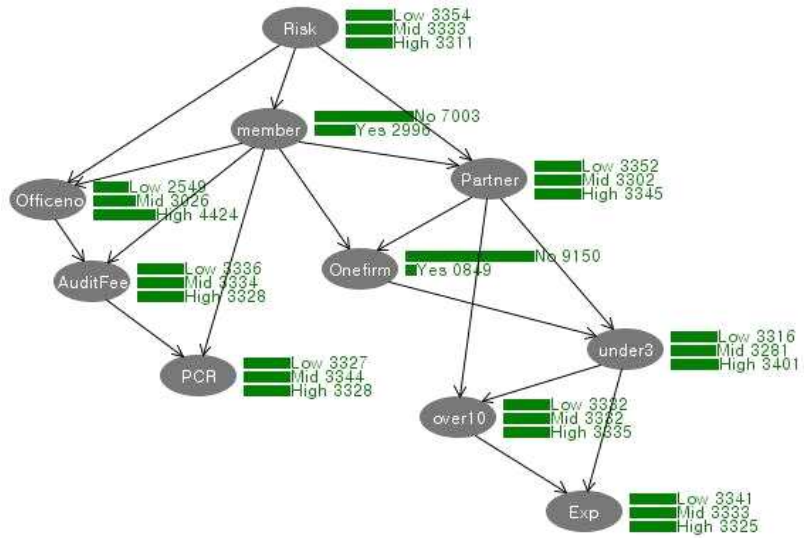 Risk
Low 3354
Mid 3333
High 3311
member
No 7003
Yes 2996
Partner
Low 3352
Mid 3302
High 3345
Officeno
Low 2549
Mid 3026
High 4424
Onefirm
No 9150
Yes 0849
AuditFee
Low 3336
Mid 3334
High 3328
under3
Low 3316
Mid 3281
High 3401
PCR
Low 3327
Mid 3344
High 3328
over10
Low 3332
Mid 3332
High 3335
Exp
Low 3341
Mid 3333
High 3325